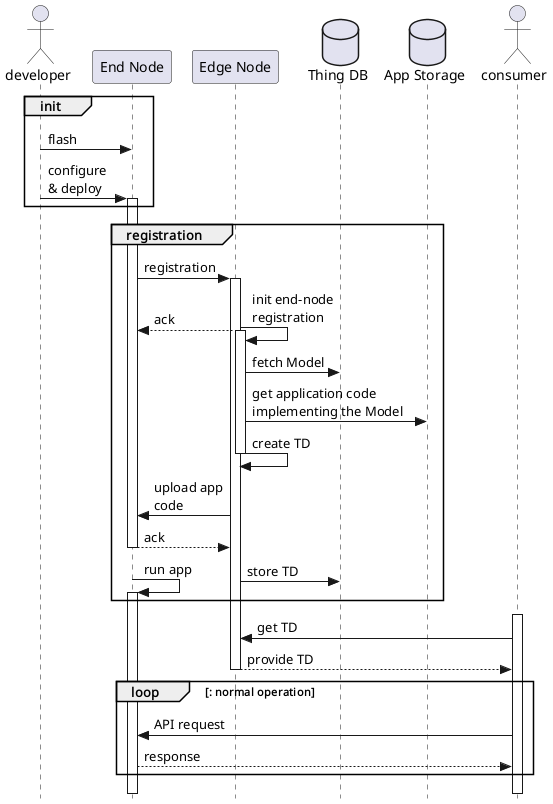 developer
End Node
Edge Node
Thing DB
App Storage
consumer
init
flash
configure
& deploy
registration
registration
init end-node
registration
ack
fetch Model
get application code
implementing the Model
create TD
upload app
code
ack
run app
store TD
get TD
provide TD
loop [: normal operation]
API request
response